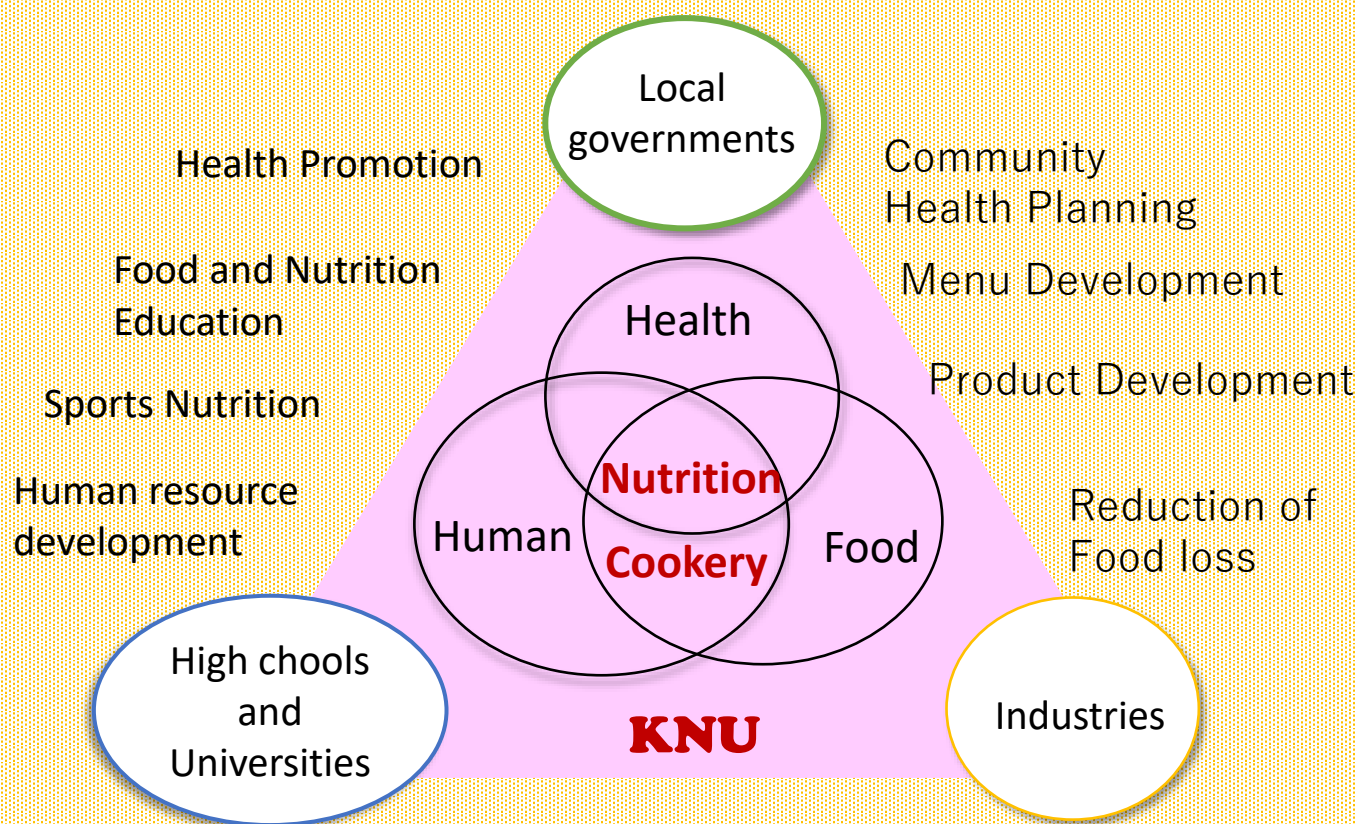 Local
governments
Health Promotion
Community
Health Planning
Food and Nutrition
Education
Menu Development
Health
Product Development
Sports Nutrition
Nutrition
Human resource
development
Reduction of
Food loss
Human
Cookery
Food
High chools
and
Universities
KNU
Industries